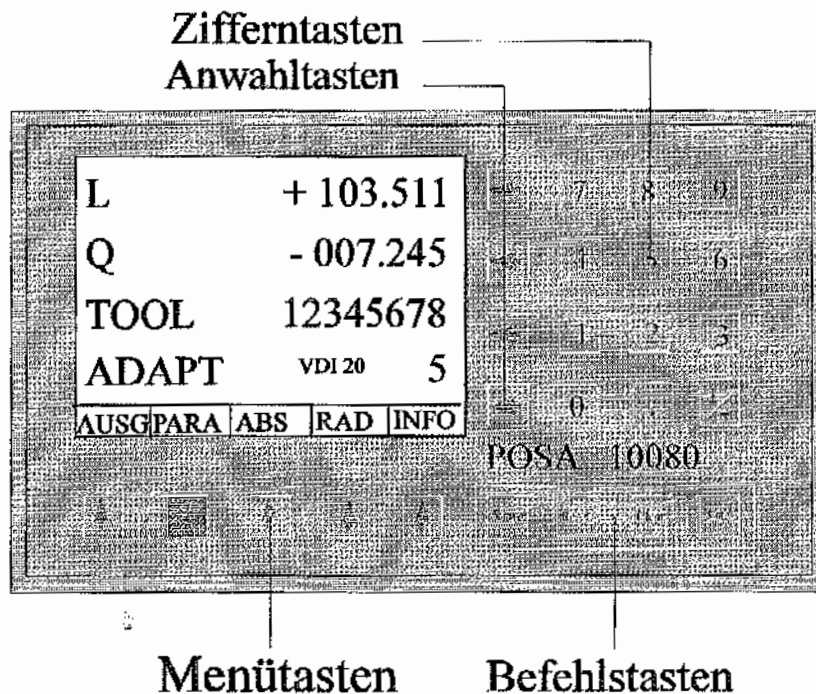 Zifferntasten
Anwahltasten
L + 103.511
Q - 007.245
TOOL 12345678
ADAPT VDI 20 5
AUSG PARA ABS RAD INFO
7 8 9
4 5 6
1 2 3
0 .
POSA 10080
Menütasten Befehlstasten